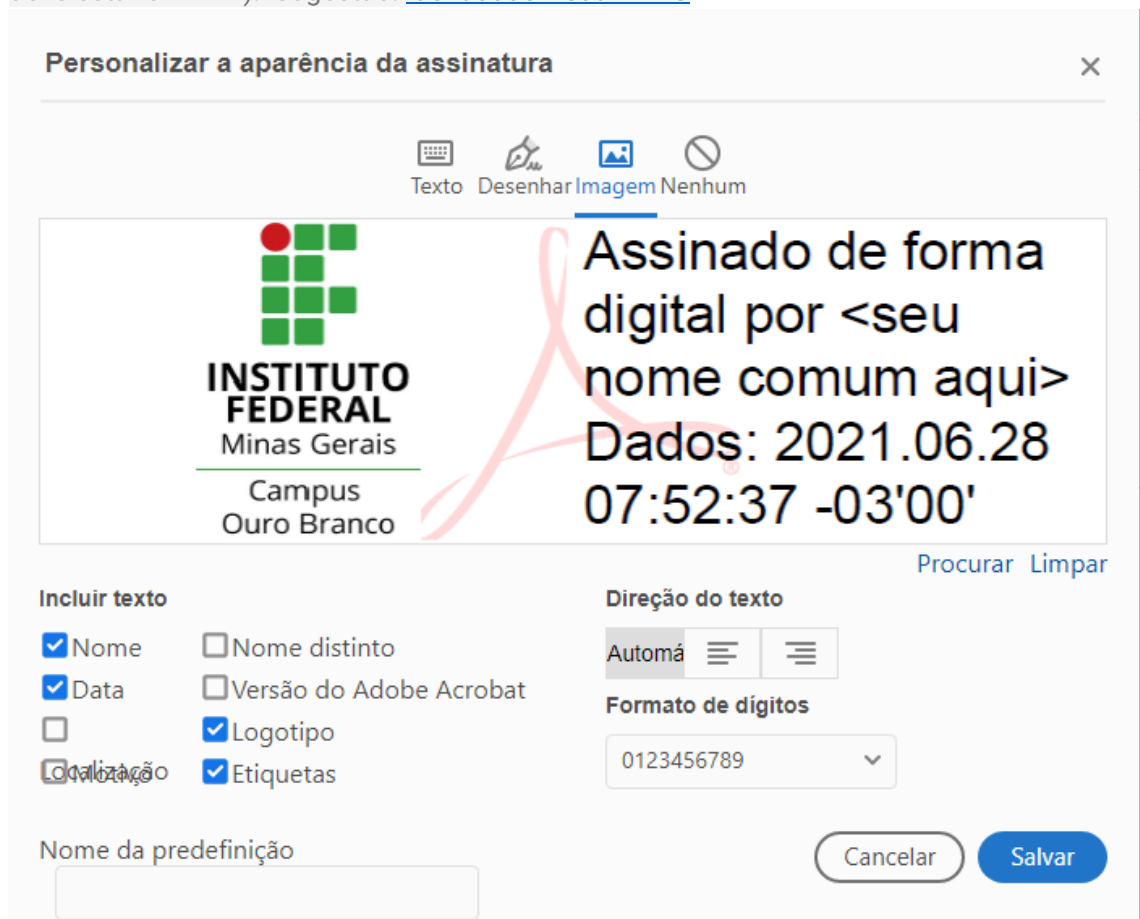 Personalizar a aparência da assinatura
Texto Desenhar Imagem Nenhum
INSTITUTO
FEDERAL
Minas Gerais
Campus
Ouro Branco
Assinado de forma
digital por <seu
nome comum aqui>
Dados: 2021.06.28
07:52:37 -03'00'
Procurar Limpar
Incluir texto
Nome
Nome distinto
Data
Versão do Adobe Acrobat
Logotipo
Localização
Motivo
Etiquetas
Direção do texto
Automá
Formato de dígitos
0123456789
Nome da predefinição
Cancelar
Salvar